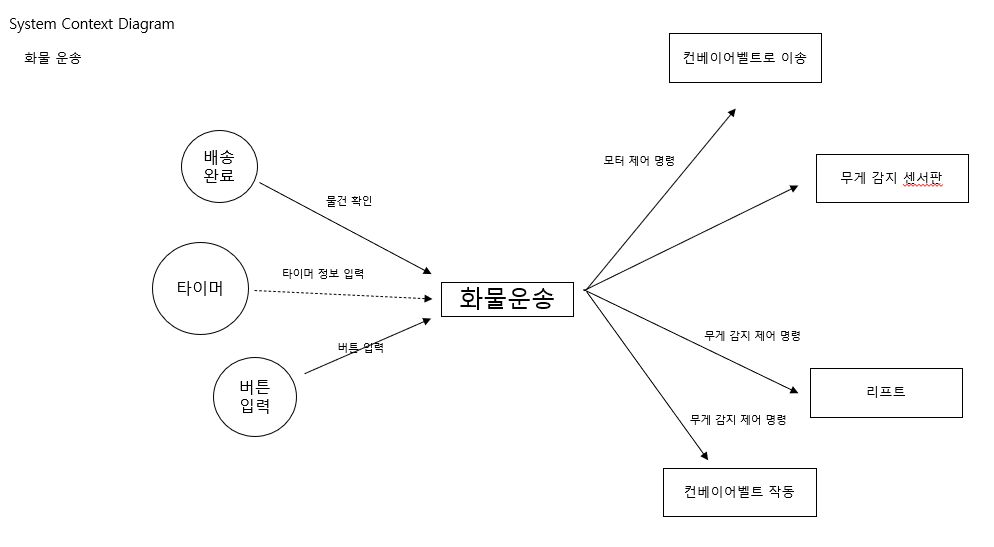 System Context Diagram
화물 운송
컨베이어벨트로 이송
배송
완료
모터 제어 명령
무게 감지 센서판
물건 확인
타이머
타이머 정보 입력
화물운송
버튼 입력
무게 감지 제어 명령
버튼
입력
리프트
무게 감지 제어 명령
컨베이어벨트 작동